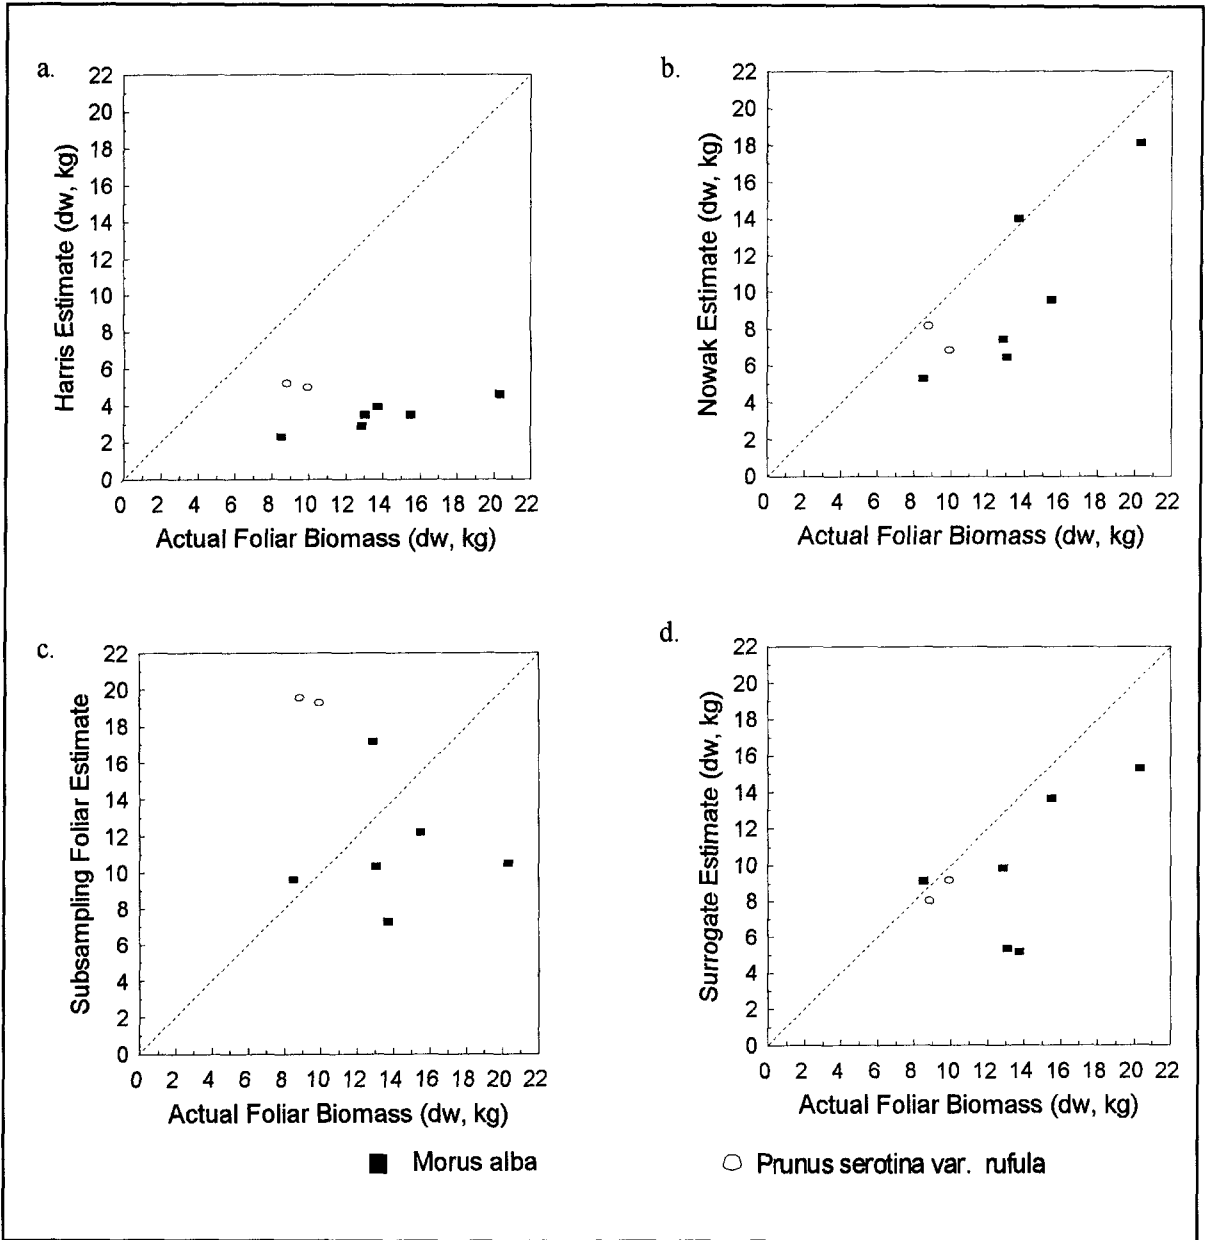 a.
22
20
18
16
14
12
10
8
6
4
2
0
Harris Estimate (dw, kg)
0 2 4 6 8 10 12 14 16 18 20 22
Actual Foliar Biomass (dw, kg)
b.
22
20
18
16
14
12
10
8
6
4
2
0
Nowak Estimate (dw, kg)
0 2 4 6 8 10 12 14 16 18 20 22
Actual Foliar Biomass (dw, kg)
c.
22
20
18
16
14
12
10
8
6
4
2
0
Subsampling Foliar Estimate
0 2 4 6 8 10 12 14 16 18 20 22
Actual Foliar Biomass (dw, kg)
d.
22
20
18
16
14
12
10
8
6
4
2
0
Surrogate Estimate (dw, kg)
0 2 4 6 8 10 12 14 16 18 20 22
Actual Foliar Biomass (dw, kg)
Morus alba
Prunus serotina var. rufula